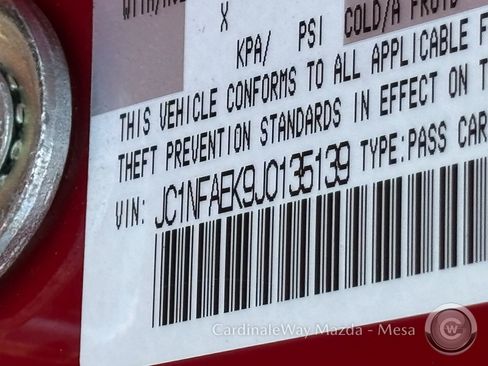 X
KPA/ PSI
COLD/A FROID
THIS VEHICLE CONFORMS TO ALL APPLICABLE F
THEFT PREVENTION STANDARDS IN EFFECT ON T
VIN: JC1NFAEK9J0135139 TYPE:PASS CAR
CardinaleWay Mazda - Mesa